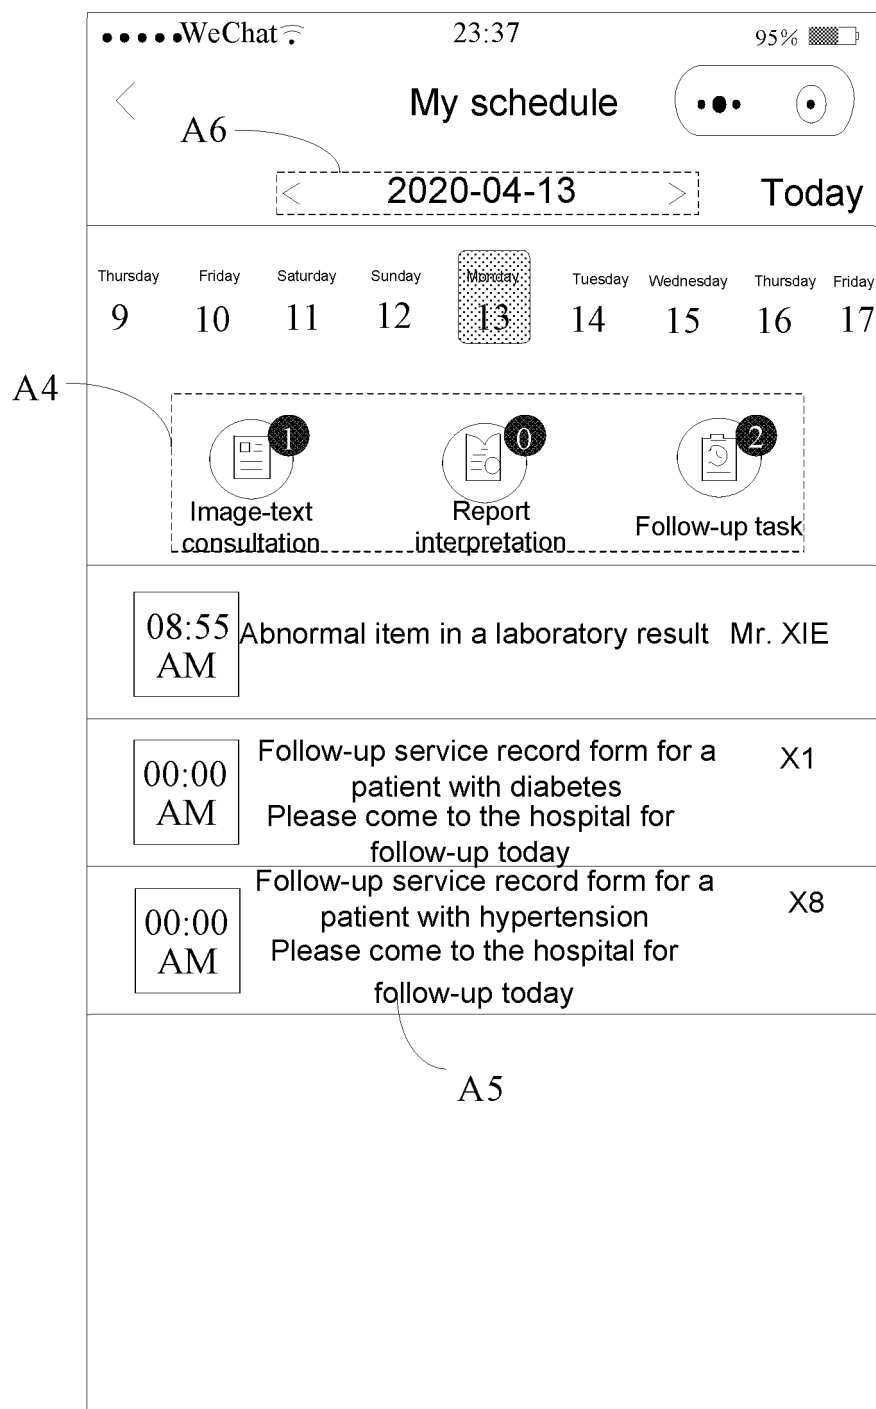 WeChat 23:37 95%
My schedule
A6
2020-04-13 Today
Thursday Friday Saturday Sunday Monday Tuesday Wednesday Thursday Friday
9 10 11 12 13 14 15 16 17
A4
1 0 2
Image-text consultation
Report interpretation
Follow-up task
08:55 AM
Abnormal item in a laboratory result Mr. XIE
00:00 AM
Follow-up service record form for a
patient with diabetes
Please come to the hospital for
follow-up today
X1
00:00 AM
Follow-up service record form for a
patient with hypertension
Please come to the hospital for
follow-up today
X8
A5